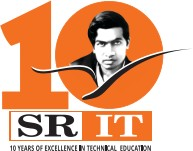 10
SR IT
10 YEARS OF EXCELLENCE IN TECHNICAL EDUCATION